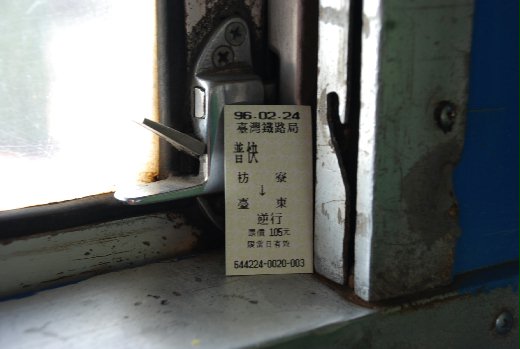 96-02-24
臺灣鐵路局
普快
枋 寮
↓
臺 東
逆行
票價 105元
限當日有效
644224-0020-003